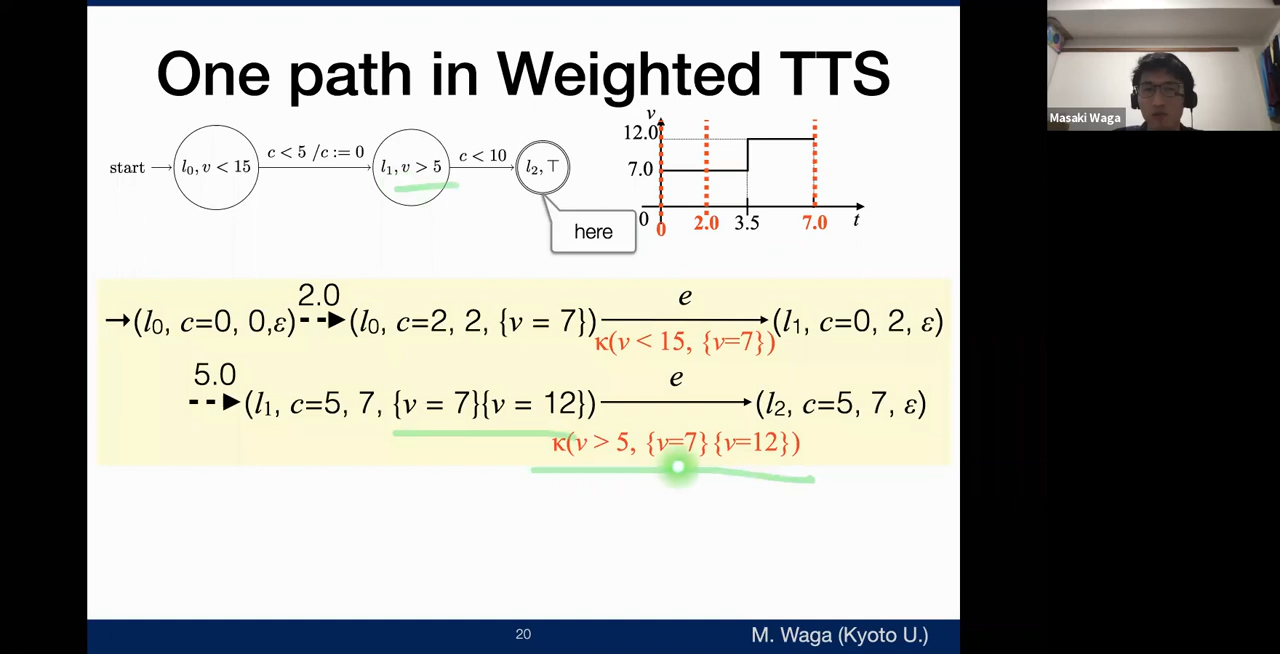 One path in Weighted TTS
start
l₀, v < 15
c < 5 /c := 0
l₁, v > 5
c < 10
l₂, ⊤
here
v
12.0
7.0
0
0
2.0
3.5
7.0
t
2.0
→(l₀, c=0, 0,ε)
(l₀, c=2, 2, {v = 7})
e
κ(v < 15, {v=7})
(l₁, c=0, 2, ε)
5.0
(l₁, c=5, 7, {v = 7}{v = 12})
e
κ(v > 5, {v=7}{v=12})
(l₂, c=5, 7, ε)
20
M. Waga (Kyoto U.)
Masaki Waga